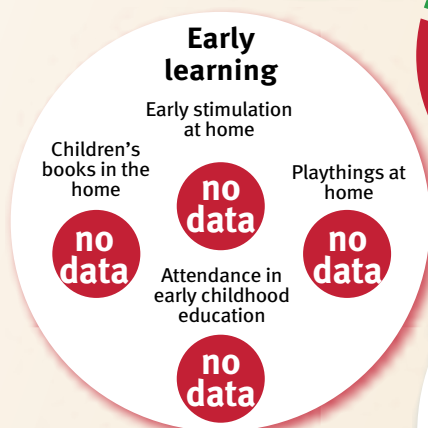 Early
learning
Early stimulation
at home
no
data
Children’s
books in the
home
no
data
Playthings at
home
no
data
Attendance in
early childhood
education
no
data